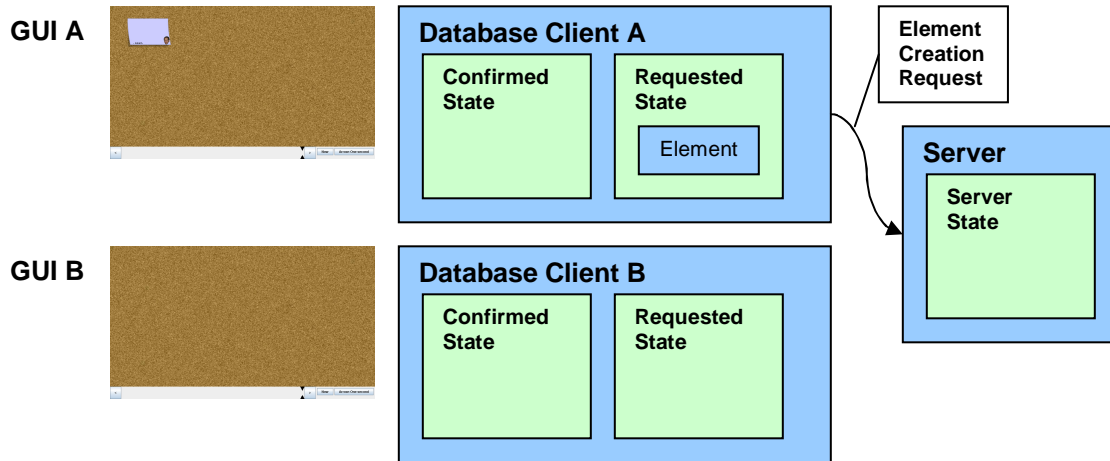 GUI A
Database Client A
Confirmed
State
Requested
State
Element
Element
Creation
Request
Server
Server
State
GUI B
Database Client B
Confirmed
State
Requested
State